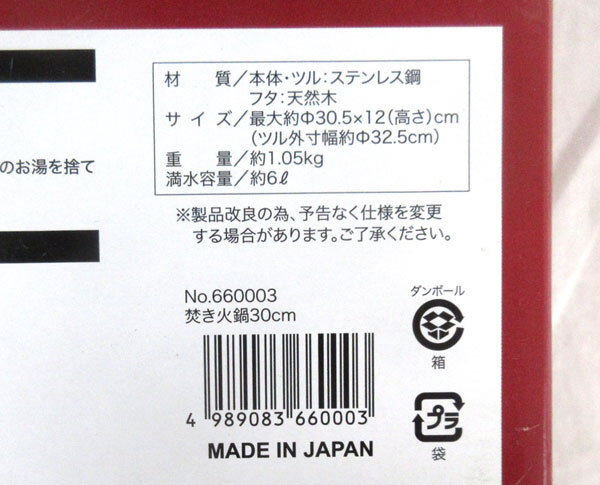 材 質／本体・ツル：ステンレス鋼
フタ：天然木
サ イ ズ／最大約Φ30.5×12（高さ）cm
（ツル外寸幅約Φ32.5cm）
重 量／約1.05kg
満水容量／約6ℓ
のお湯を捨て
※製品改良の為、予告なく仕様を変更
する場合があります。ご了承ください。
No.660003
焚き火鍋30cm
4 989083 660003
MADE IN JAPAN
ダンボール
箱
プラ
袋